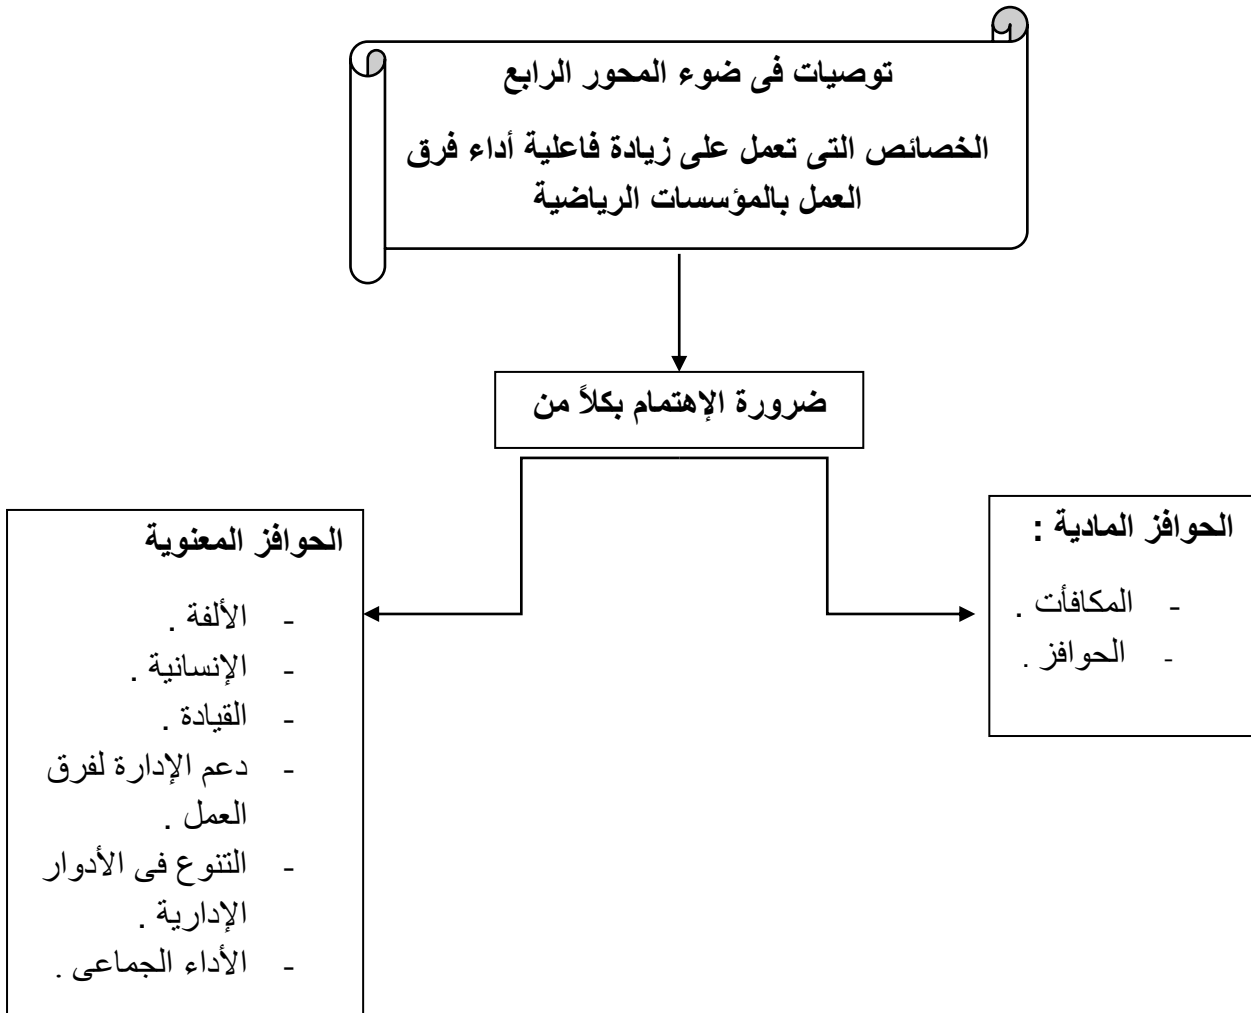 توصيات فى ضوء المحور الرابع
الخصائص التى تعمل على زيادة فاعلية أداء فرق
العمل بالمؤسسات الرياضية
ضرورة الإهتمام بكلاً من
الحوافز المادية :
- المكافأت .
- الحوافز .
الحوافز المعنوية
- الألفة .
- الإنسانية .
- القيادة .
- دعم الإدارة لفرق
العمل .
- التنوع فى الأدوار
الإدارية .
- الأداء الجماعى .